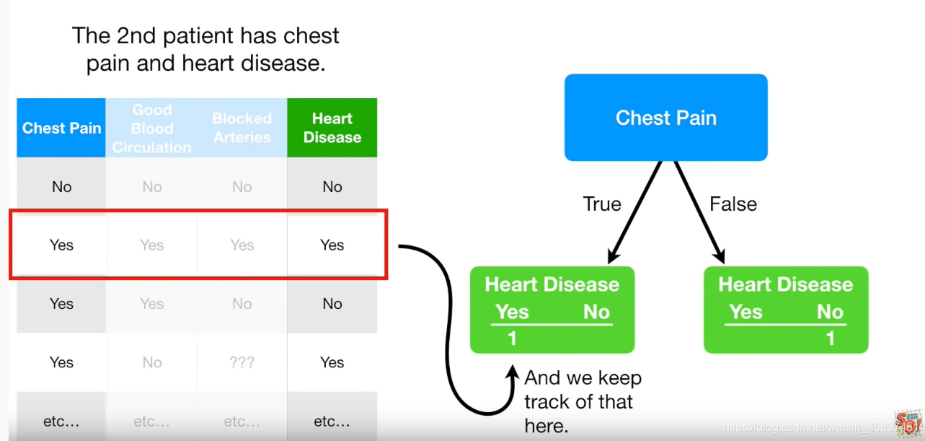 The 2nd patient has chest
pain and heart disease.
Chest Pain
Good
Blood
Circulation
Blocked
Arteries
Heart
Disease
No No No No
Yes Yes Yes Yes
Yes Yes No No
Yes No ??? Yes
etc... etc... etc... etc...
Chest Pain
True False
Heart Disease
Yes No
1
Heart Disease
Yes No
1
And we keep
track of that
here.